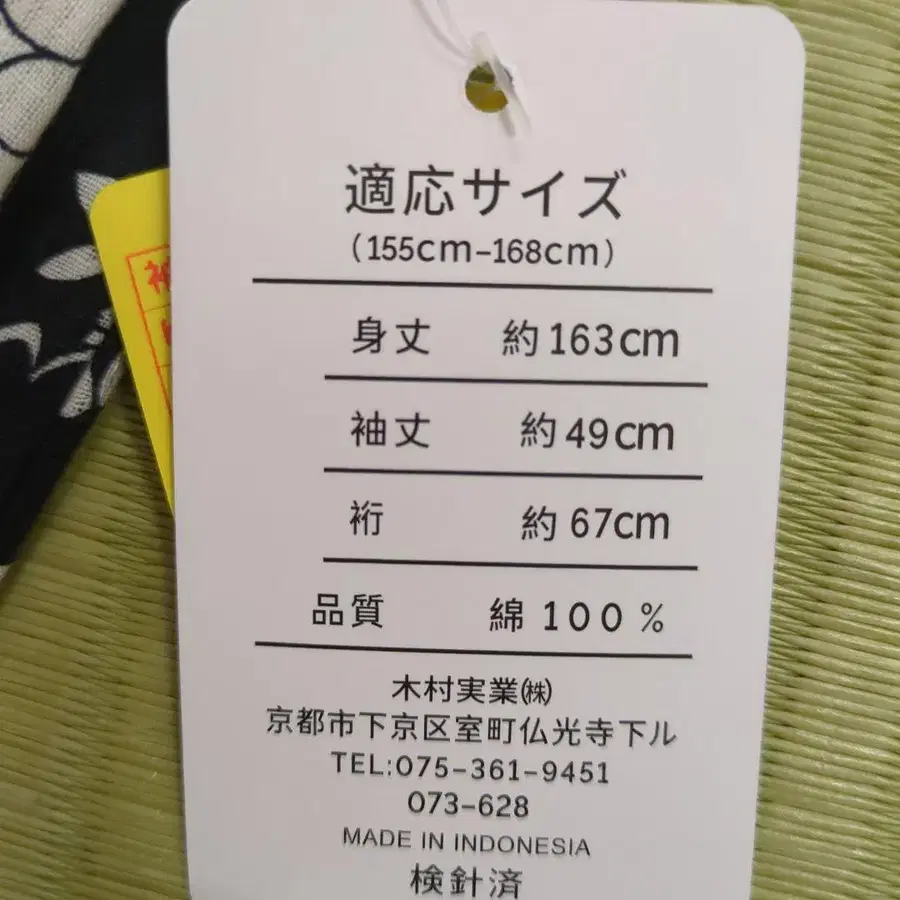 適応サイズ
(155cm-168cm)
身丈 約163cm
袖丈 約49cm
裄 約67cm
品質 綿100%
木村実業㈱
京都市下京区室町仏光寺下ル
TEL:075-361-9451
073-628
MADE IN INDONESIA
検針済